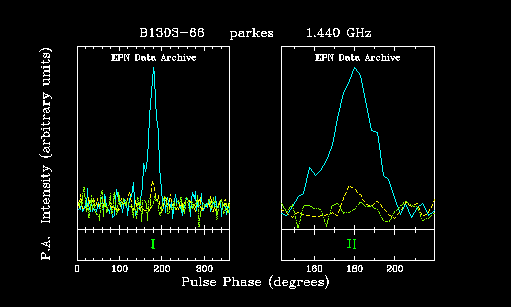 B1303-66 parkes 1.440 GHz
EPN Data Archive EPN Data Archive
P.A. Intensity (arbitrary units)
I II
0 100 200 300 160 180 200
Pulse Phase (degrees)